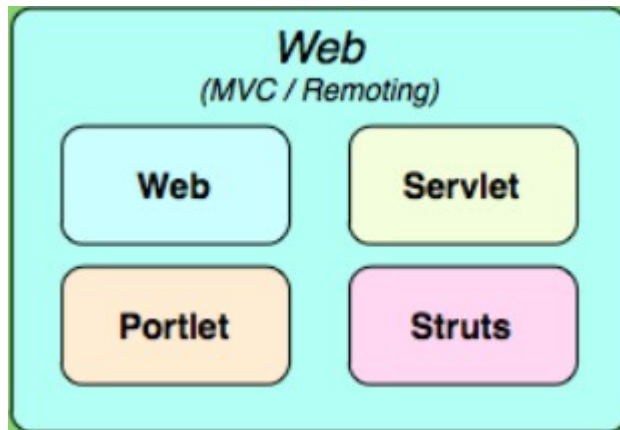 Web
(MVC / Remoting)
Web
Servlet
Portlet
Struts